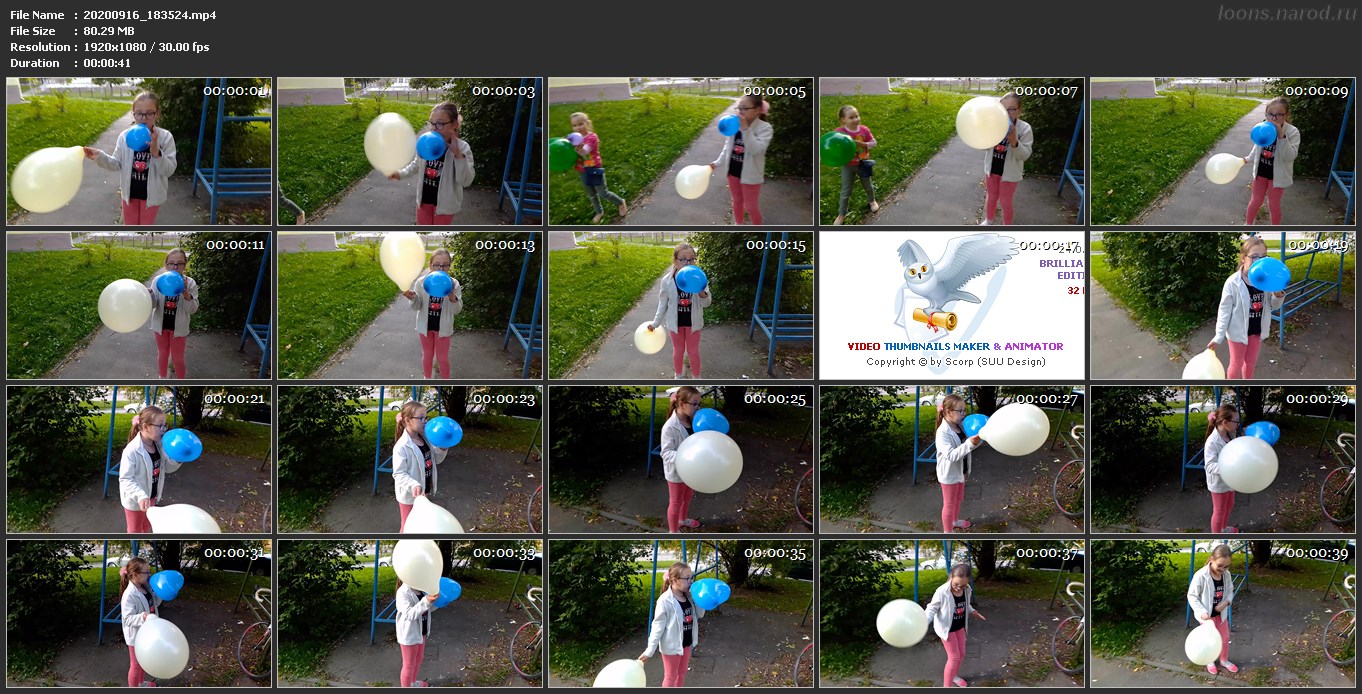 File Name : 20200916_183524.mp4
File Size : 80.29 MB
Resolution : 1920x1080 / 30.00 fps
Duration : 00:00:41
loons.narod.ru
00:00:01
00:00:03
00:00:05
00:00:07
00:00:09
00:00:11
00:00:13
00:00:15
00:00:17
BRILLIA
EDITI
32
VIDEO THUMBNAILS MAKER & ANIMATOR
Copyright © by Scorp (SUU Design)
00:00:19
00:00:21
00:00:23
00:00:25
00:00:27
00:00:29
00:00:31
00:00:33
00:00:35
00:00:37
00:00:39